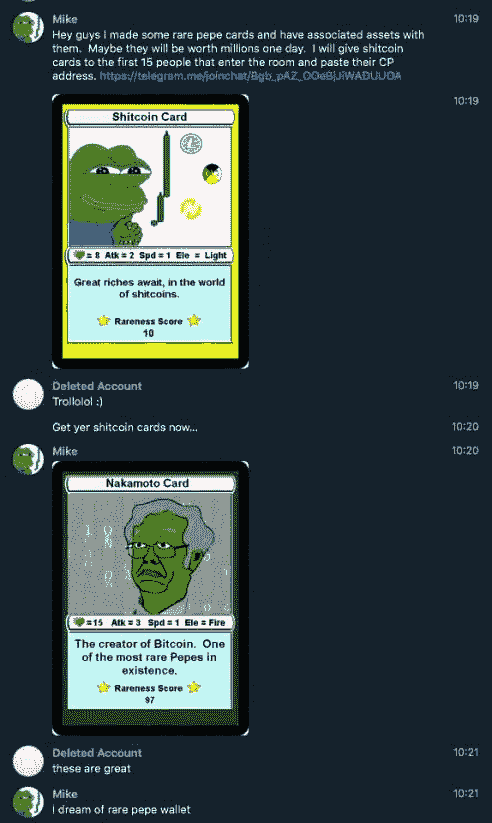 Mike 10:19
Hey guys I made some rare pepe cards and have associated assets with
them. Maybe they will be worth millions one day. I will give shitcoin
cards to the first 15 people that enter the room and paste their CP
address.
10:19
Shitcoin Card
= 8 Atk = 2 Spd = 1 Ele = Light
Great riches await, in the world
of shitcoins.
Rareness Score
10
Deleted Account 10:19
Trollolol :)
Get yer shitcoin cards now... 10:20
Mike 10:20
Nakamoto Card
=15 Atk = 3 Spd = 1 Ele = Fire
The creator of Bitcoin. One
of the most rare Pepes in
existence.
Rareness Score
97
Deleted Account 10:21
these are great
Mike 10:21
I dream of rare pepe wallet